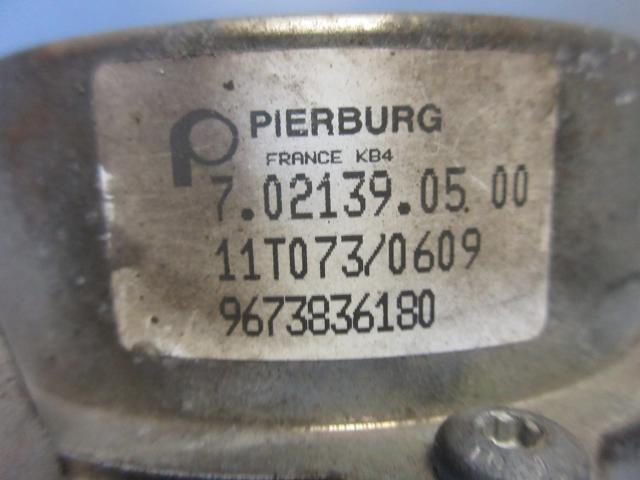 PIERBURG
FRANCE KB4
7.02139.05 00
11T073/0609
9673836180